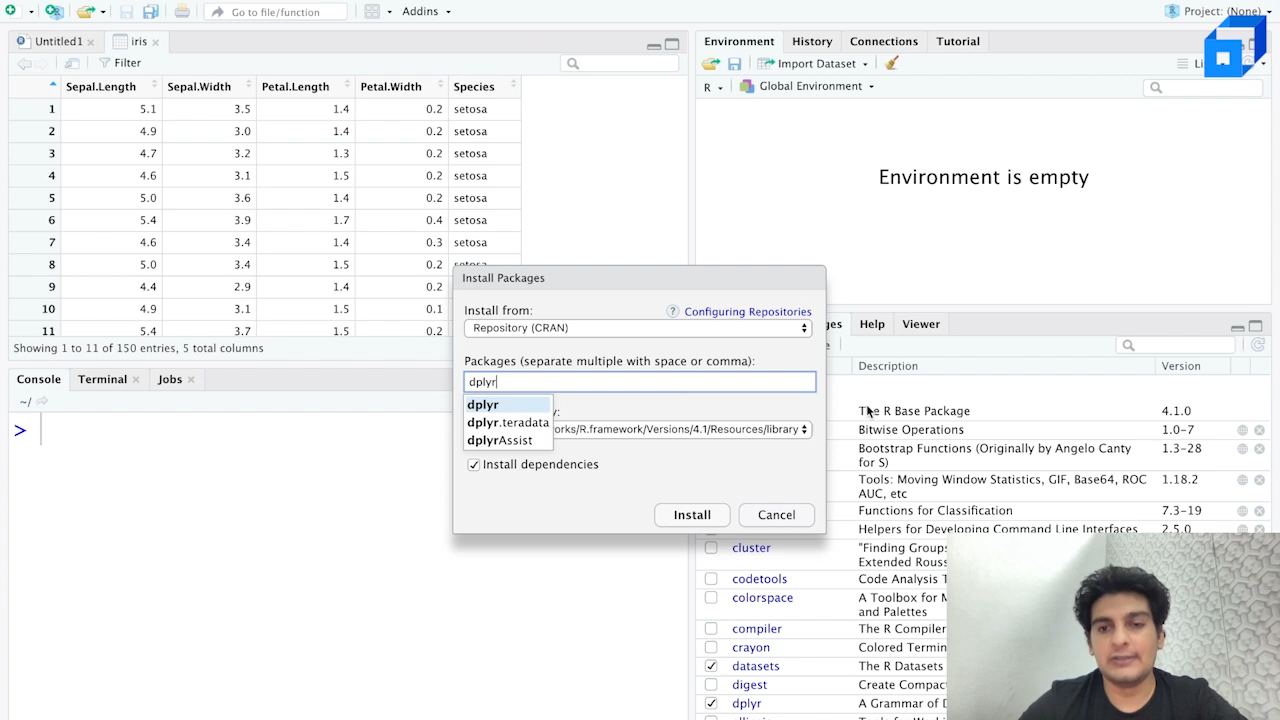 Go to file/function
Addins
Project: (None)
Untitled1
iris
Filter
Sepal.Length Sepal.Width Petal.Length Petal.Width Species
1 5.1 3.5 1.4 0.2 setosa
2 4.9 3.0 1.4 0.2 setosa
3 4.7 3.2 1.3 0.2 setosa
4 4.6 3.1 1.5 0.2 setosa
5 5.0 3.6 1.4 0.2 setosa
6 5.4 3.9 1.7 0.4 setosa
7 4.6 3.4 1.4 0.3 setosa
8 5.0 3.4 1.5 0.2 setosa
9 4.4 2.9 1.4 0.2
10 4.9 3.1 1.5 0.1
11 5.4 3.7 1.5 0.2
Showing 1 to 11 of 150 entries, 5 total columns
Console Terminal Jobs
~/
>
Environment History Connections Tutorial
Import Dataset
R Global Environment
Environment is empty
Install Packages
Install from: ? Configuring Repositories
Repository (CRAN)
Packages (separate multiple with space or comma):
dplyr
dplyr
dplyr.teradata
dplyrAssist
y:
orks/R.framework/Versions/4.1/Resources/library
Install dependencies
Install Cancel
ges Help Viewer
e
Description Version
The R Base Package 4.1.0
Bitwise Operations 1.0-7
Bootstrap Functions (Originally by Angelo Canty 1.3-28
for S)
Tools: Moving Window Statistics, GIF, Base64, ROC 1.18.2
AUC, etc
Functions for Classification 7.3-19
Helpers for Developing Command Line Interfaces 2.5.0
cluster "Finding Groups
Extended Rouss
codetools Code Analysis T
colorspace A Toolbox for M
and Palettes
compiler The R Compiler
crayon Colored Termin
datasets The R Datasets
digest Create Compac
dplyr A Grammar of D